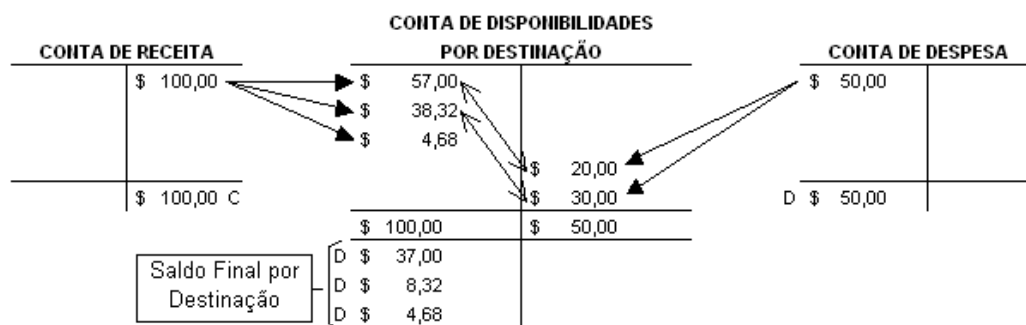 CONTA DE DISPONIBILIDADES
CONTA DE RECEITA POR DESTINAÇÃO CONTA DE DESPESA
$ 100,00 $ 57,00 $ 50,00
$ 38,32
$ 4,68
$ 20,00
$ 100,00 C $ 30,00 D $ 50,00
$ 100,00 $ 50,00
D $ 37,00
Saldo Final por
Destinação
D $ 8,32
D $ 4,68